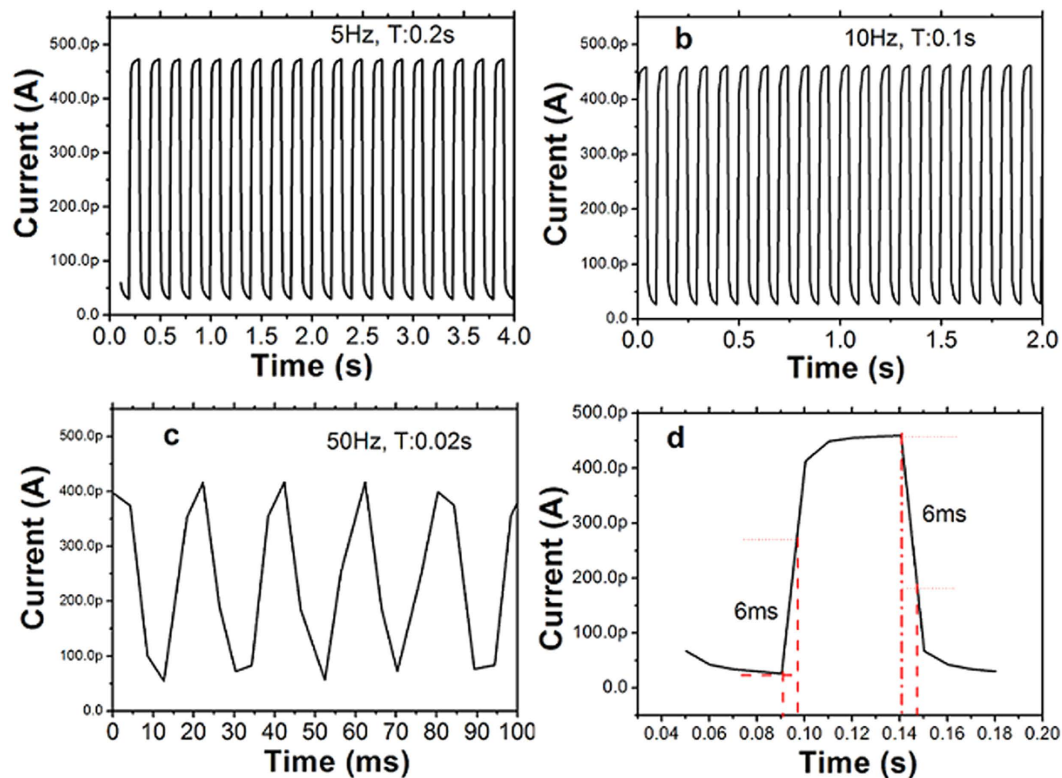 5Hz, T:0.2s
500.0p
400.0p
300.0p
200.0p
100.0p
0.0
Current (A)
0.0 0.5 1.0 1.5 2.0 2.5 3.0 3.5 4.0
Time (s)
b
10Hz, T:0.1s
500.0p
400.0p
300.0p
200.0p
100.0p
0.0
Current (A)
0.0 0.5 1.0 1.5 2.0
Time (s)
c
50Hz, T:0.02s
500.0p
400.0p
300.0p
200.0p
100.0p
0.0
Current (A)
0 10 20 30 40 50 60 70 80 90 100
Time (ms)
d
500.0p
400.0p
300.0p
200.0p
100.0p
0.0
Current (A)
6ms
6ms
0.04 0.06 0.08 0.10 0.12 0.14 0.16 0.18 0.20
Time (s)